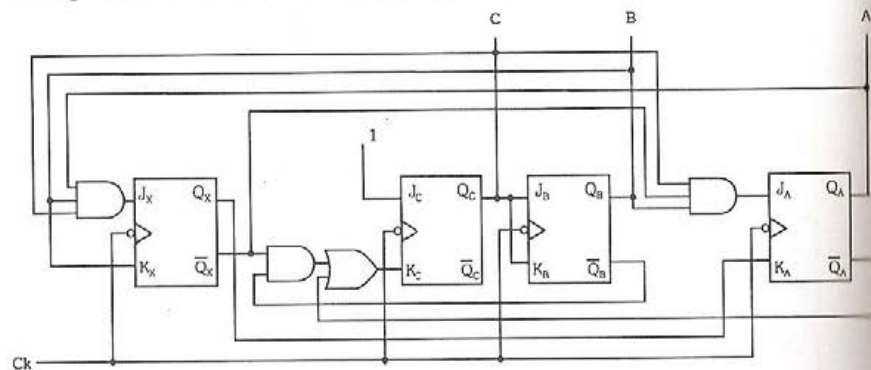 C B A
1
J_X Q_X J_C Q_C J_B Q_B J_A Q_A
K_X Q̅_X K_C Q̅_C K_B Q̅_B K_A Q̅_A
Ck